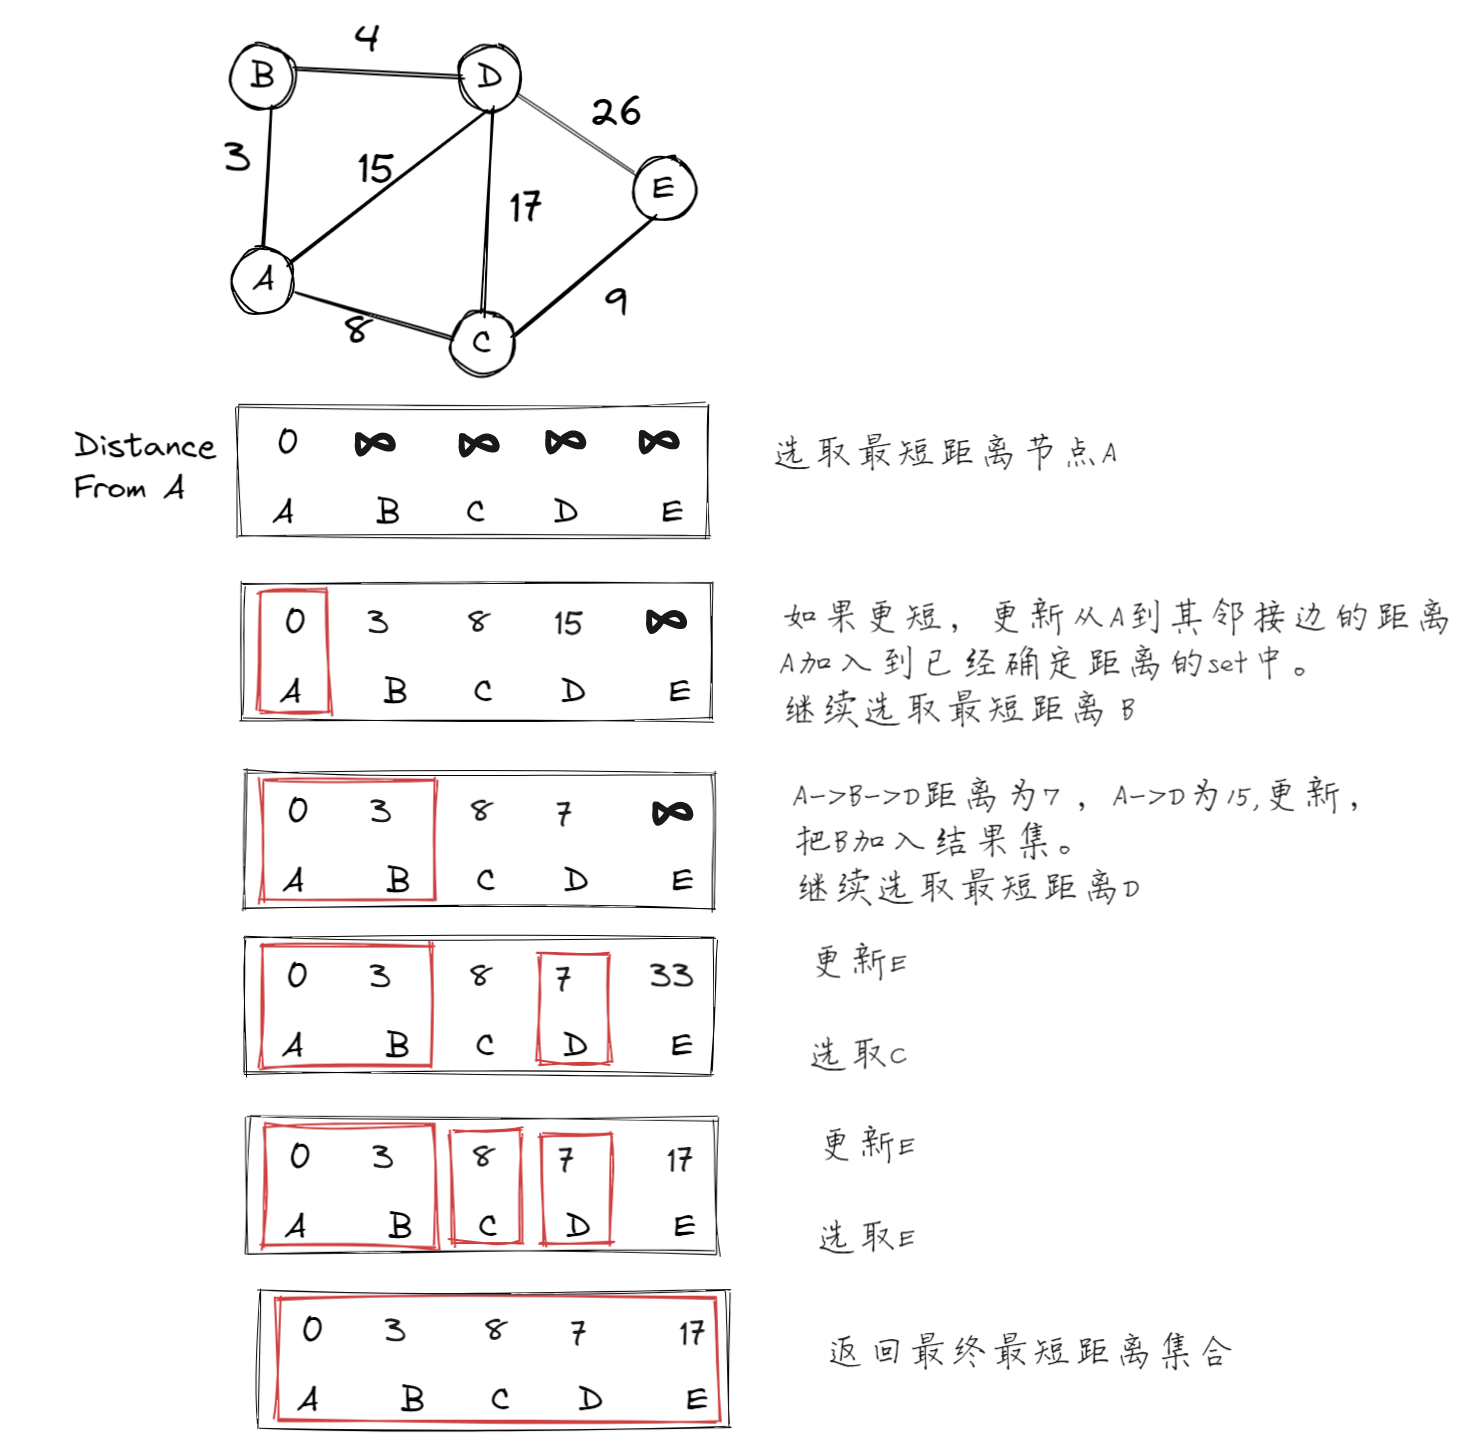 4
B
D
26
3
15
E
17
A
9
8
C
Distance
From A
0 ∞ ∞ ∞ ∞
A B C D E
选取最短距离节点A
0 3 8 15 ∞
A B C D E
如果更短，更新从A到其邻接边的距离
A加入到已经确定距离的set中。
继续选取最短距离B
0 3 8 7 ∞
A B C D E
A->B->D距离为7，A->D为15,更新，
把B加入结果集。
继续选取最短距离D
0 3 8 7 33
A B C D E
更新E
选取C
0 3 8 7 17
A B C D E
更新E
选取E
0 3 8 7 17
A B C D E
返回最终最短距离集合